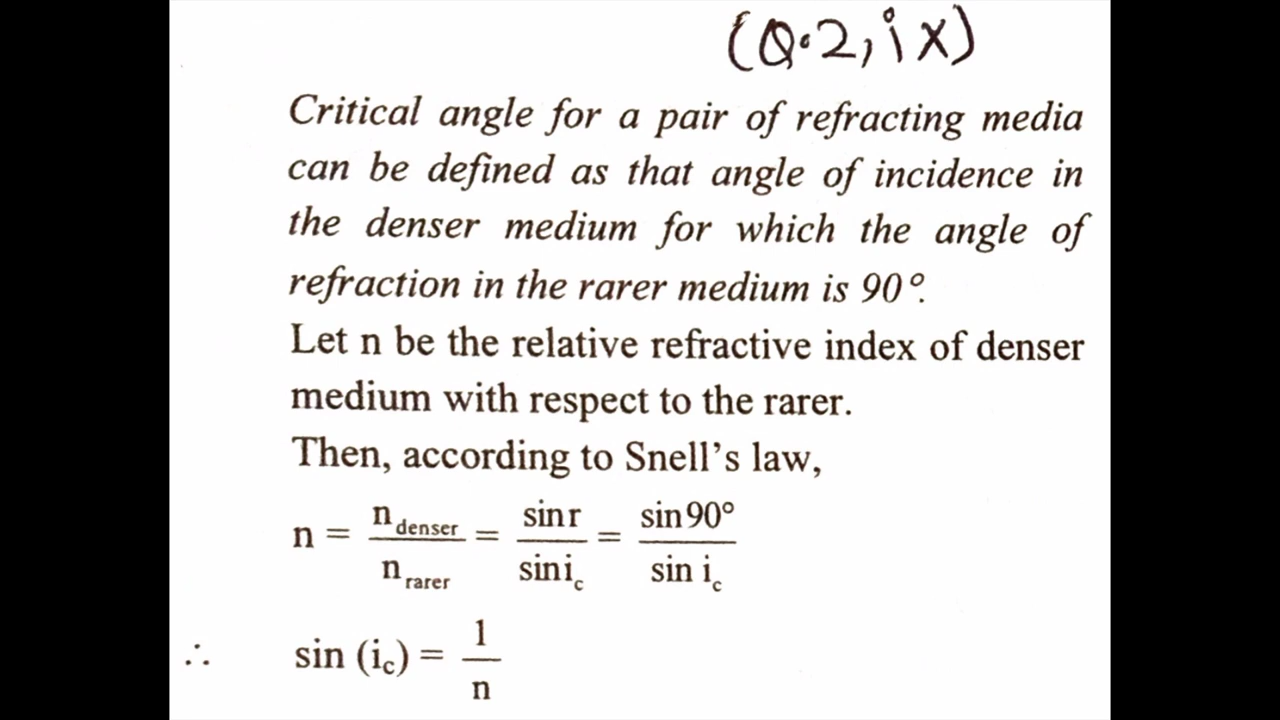 (Q.2, ix)
Critical angle for a pair of refracting media
can be defined as that angle of incidence in
the denser medium for which the angle of
refraction in the rarer medium is 90°.
Let n be the relative refractive index of denser
medium with respect to the rarer.
Then, according to Snell's law,
n = n_denser / n_rarer = sin r / sin i_c = sin 90° / sin i_c
∴ sin (i_c) = 1 / n